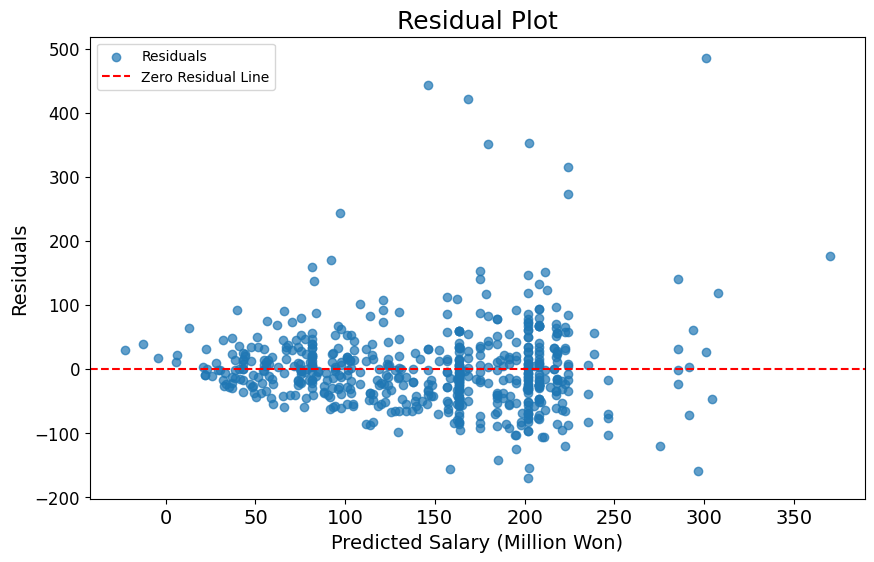 Residual Plot
Residuals
Zero Residual Line
500
400
300
200
100
0
−100
−200
Residuals
0 50 100 150 200 250 300 350
Predicted Salary (Million Won)